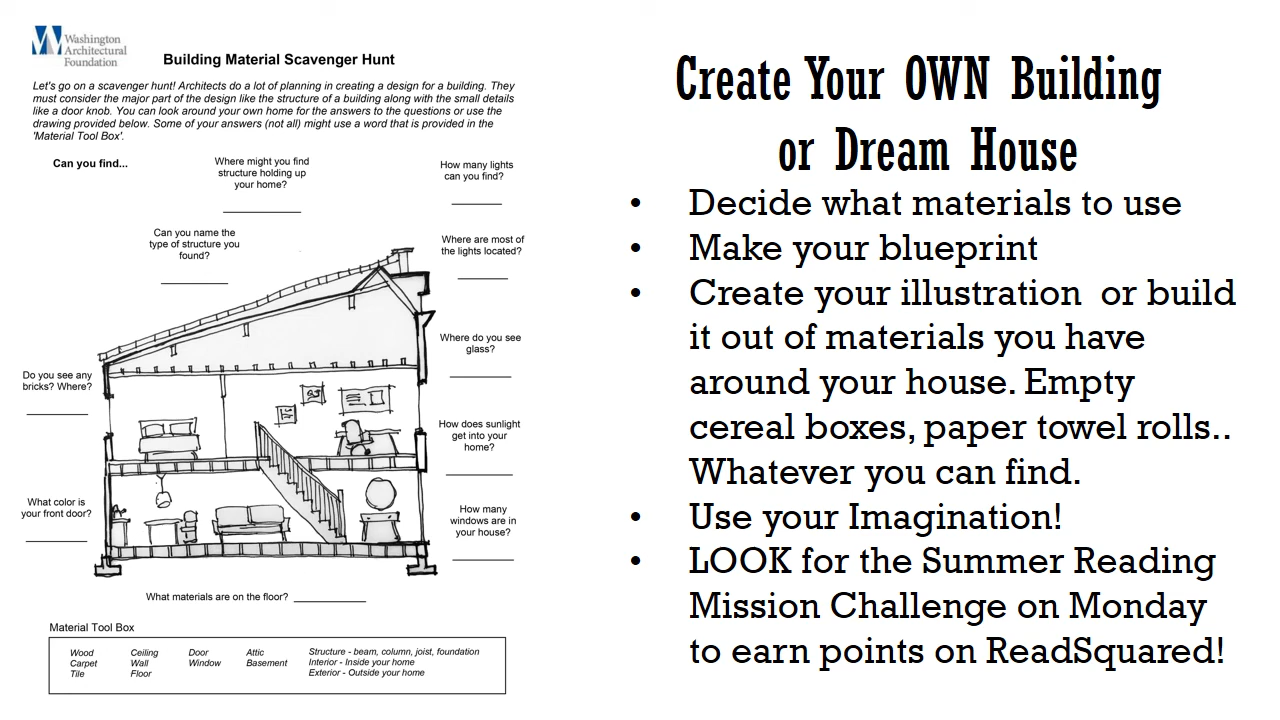 Washington
Architectural
Foundation
Building Material Scavenger Hunt
Let's go on a scavenger hunt! Architects do a lot of planning in creating a design for a building. They
must consider the major part of the design like the structure of a building along with the small details
like a door knob. You can look around your own home for the answers to the questions or use the
drawing provided below. Some of your answers (not all) might use a word that is provided in the
'Material Tool Box'.
Can you find...
Where might you find
structure holding up
your home?
How many lights
can you find?
Can you name the
type of structure you
found?
Where are most of
the lights located?
Where do you see
glass?
Do you see any
bricks? Where?
How does sunlight
get into your
home?
What color is
your front door?
How many
windows are in
your house?
What materials are on the floor?
Material Tool Box
Wood Ceiling Door Attic Structure - beam, column, joist, foundation
Carpet Wall Window Basement Interior - Inside your home
Tile Floor Exterior - Outside your home
Create Your OWN Building
or Dream House
• Decide what materials to use
• Make your blueprint
• Create your illustration or build
it out of materials you have
around your house. Empty
cereal boxes, paper towel rolls..
Whatever you can find.
• Use your Imagination!
• LOOK for the Summer Reading
Mission Challenge on Monday
to earn points on ReadSquared!